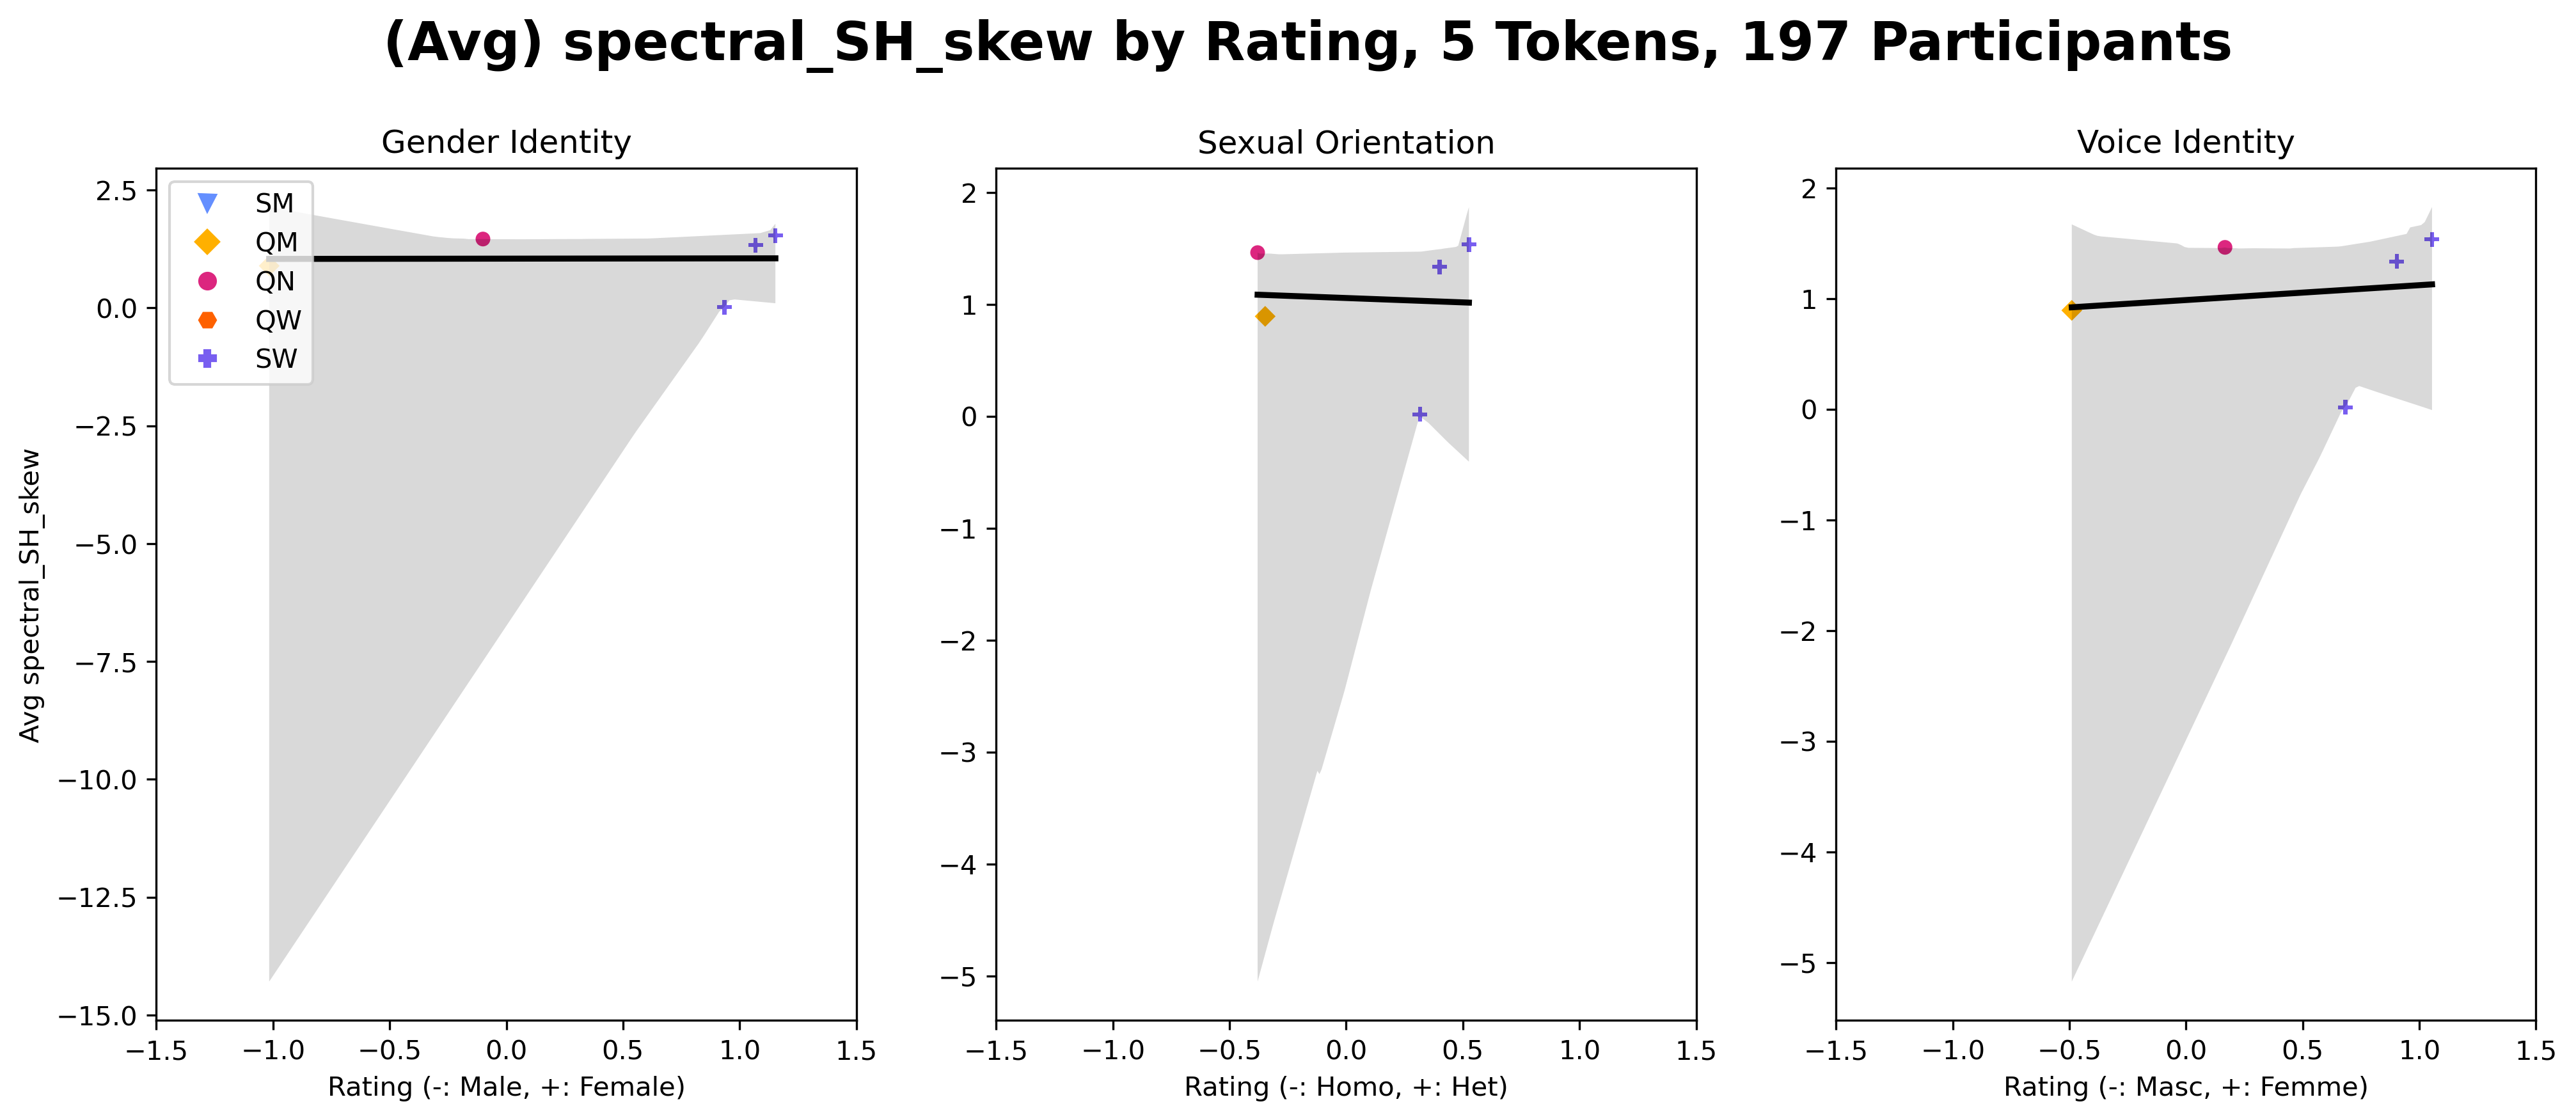 (Avg) spectral_SH_skew by Rating, 5 Tokens, 197 Participants
Gender Identity
2.5
0.0
−2.5
−5.0
−7.5
−10.0
−12.5
−15.0
Avg spectral_SH_skew
SM
QM
QN
QW
SW
−1.5 −1.0 −0.5 0.0 0.5 1.0 1.5
Rating (-: Male, +: Female)
Sexual Orientation
2
1
0
−1
−2
−3
−4
−5
−1.5 −1.0 −0.5 0.0 0.5 1.0 1.5
Rating (-: Homo, +: Het)
Voice Identity
2
1
0
−1
−2
−3
−4
−5
−1.5 −1.0 −0.5 0.0 0.5 1.0 1.5
Rating (-: Masc, +: Femme)